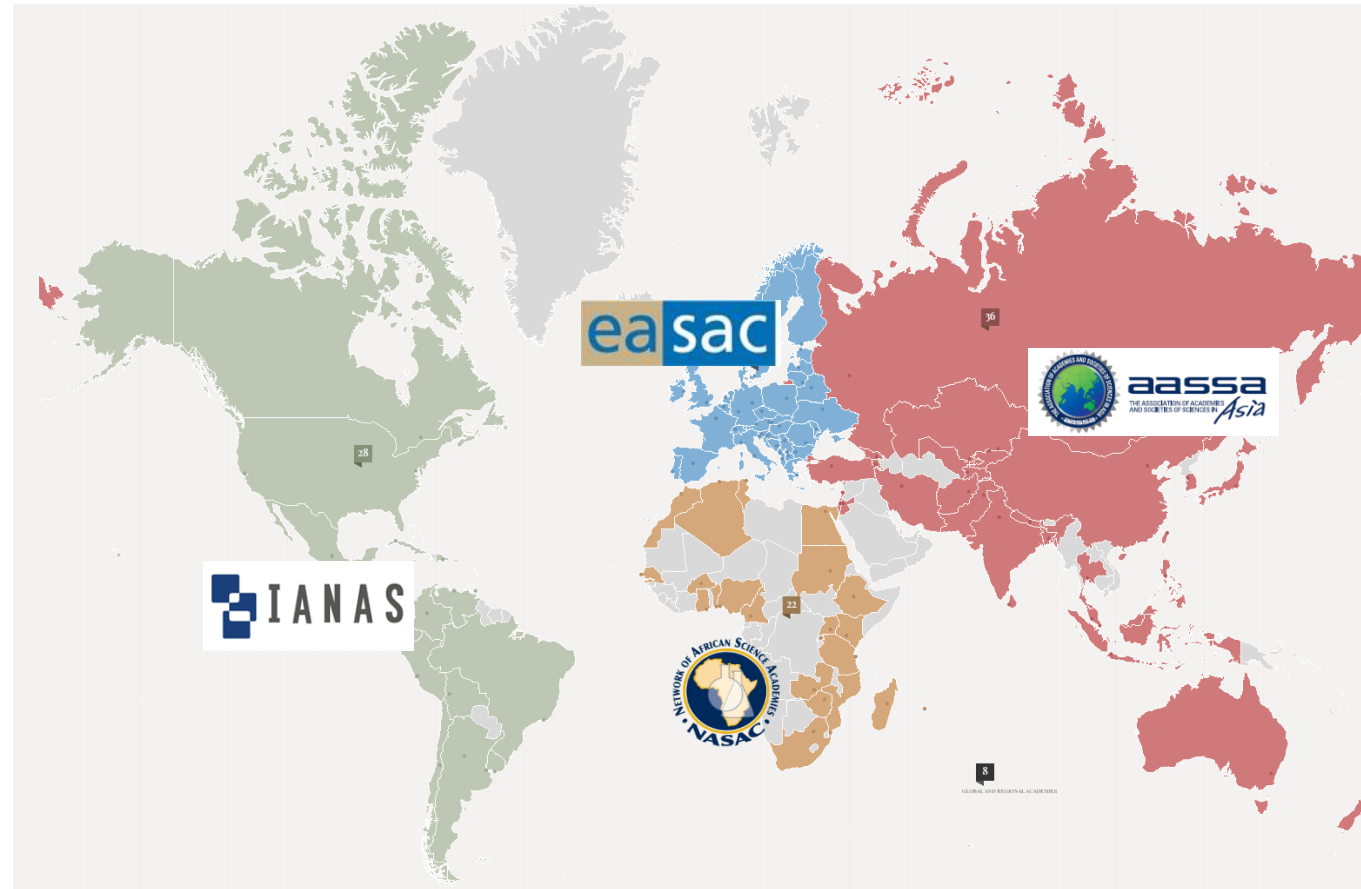 36
easac
THE ASSOCIATION OF ACADEMIES AND SOCIETIES OF SCIENCES IN ASIA
aassa
THE ASSOCIATION OF ACADEMIES
AND SOCIETIES OF SCIENCES IN Asia
28
IANAS
22
NETWORK OF AFRICAN SCIENCE ACADEMIES
NASAC
8
GLOBAL AND REGIONAL ACADEMIES